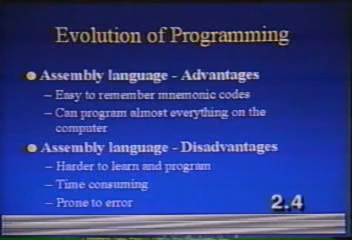 Evolution of Programming
Assembly language - Advantages
– Easy to remember mnemonic codes
– Can program almost everything on the
computer
Assembly language - Disadvantages
– Harder to learn and program
– Time consuming
– Prone to error
2.4